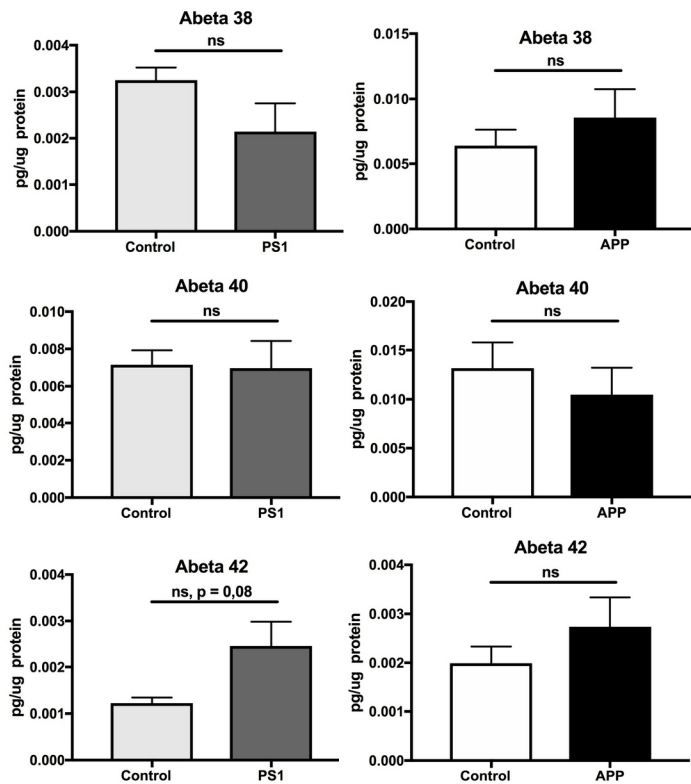 Abeta 38
ns
0.004
0.003
0.002
0.001
0.000
pg/ug protein
Control PS1
Abeta 38
ns
0.015
0.010
0.005
0.000
pg/ug protein
Control APP
Abeta 40
ns
0.010
0.008
0.006
0.004
0.002
0.000
pg/ug protein
Control PS1
Abeta 40
ns
0.020
0.015
0.010
0.005
0.000
pg/ug protein
Control APP
Abeta 42
ns, p = 0,08
0.004
0.003
0.002
0.001
0.000
pg/ug protein
Control PS1
Abeta 42
ns
0.004
0.003
0.002
0.001
0.000
pg/ug protein
Control APP